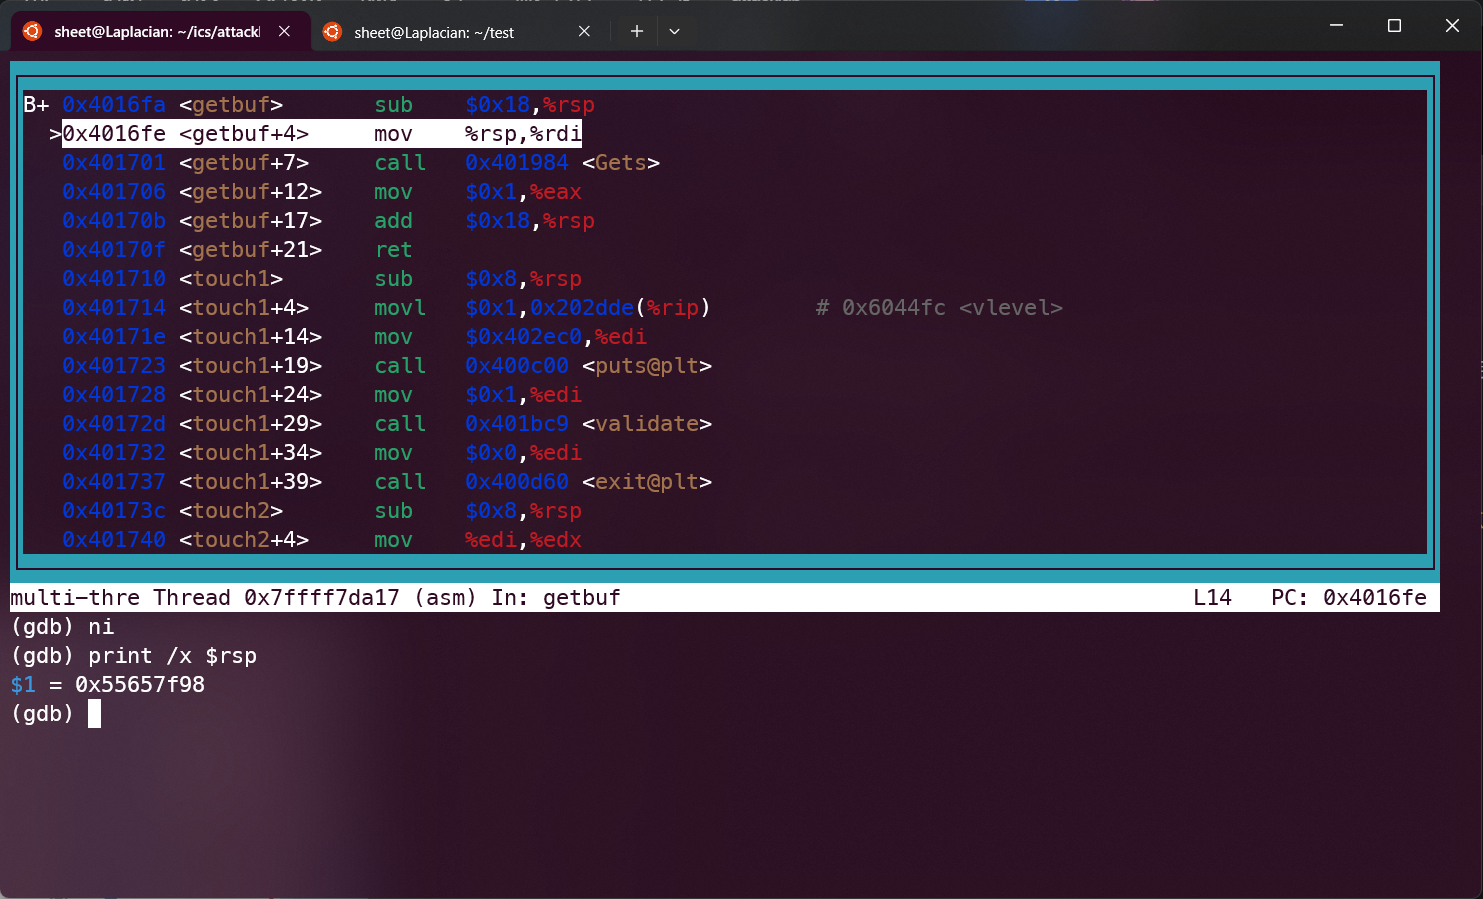 sheet@Laplacian: ~/ics/attackl
sheet@Laplacian: ~/test
B+ 0x4016fa <getbuf>       sub    $0x18,%rsp
  >0x4016fe <getbuf+4>     mov    %rsp,%rdi
   0x401701 <getbuf+7>     call   0x401984 <Gets>
   0x401706 <getbuf+12>    mov    $0x1,%eax
   0x40170b <getbuf+17>    add    $0x18,%rsp
   0x40170f <getbuf+21>    ret
   0x401710 <touch1>       sub    $0x8,%rsp
   0x401714 <touch1+4>     movl   $0x1,0x202dde(%rip)        # 0x6044fc <vlevel>
   0x40171e <touch1+14>    mov    $0x402ec0,%edi
   0x401723 <touch1+19>    call   0x400c00 <puts@plt>
   0x401728 <touch1+24>    mov    $0x1,%edi
   0x40172d <touch1+29>    call   0x401bc9 <validate>
   0x401732 <touch1+34>    mov    $0x0,%edi
   0x401737 <touch1+39>    call   0x400d60 <exit@plt>
   0x40173c <touch2>       sub    $0x8,%rsp
   0x401740 <touch2+4>     mov    %edi,%edx
multi-thre Thread 0x7ffff7da17 (asm) In: getbuf                                            L14   PC: 0x4016fe
(gdb) ni
(gdb) print /x $rsp
$1 = 0x55657f98
(gdb)